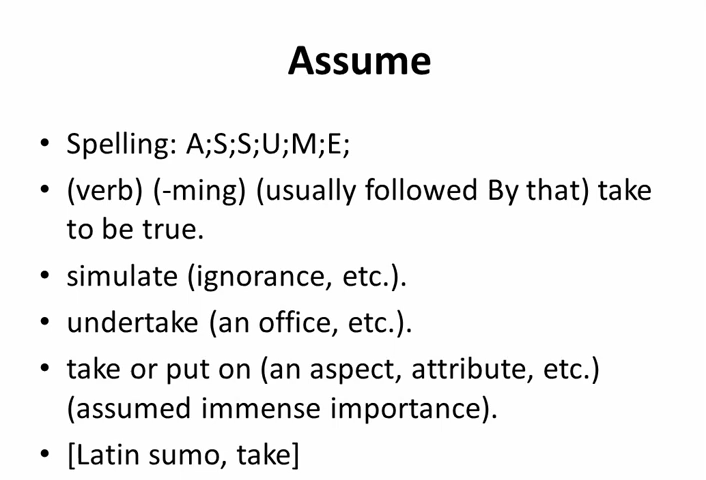 Assume
• Spelling: A;S;S;U;M;E;
• (verb) (-ming) (usually followed By that) take
to be true.
• simulate (ignorance, etc.).
• undertake (an office, etc.).
• take or put on (an aspect, attribute, etc.)
(assumed immense importance).
• [Latin sumo, take]